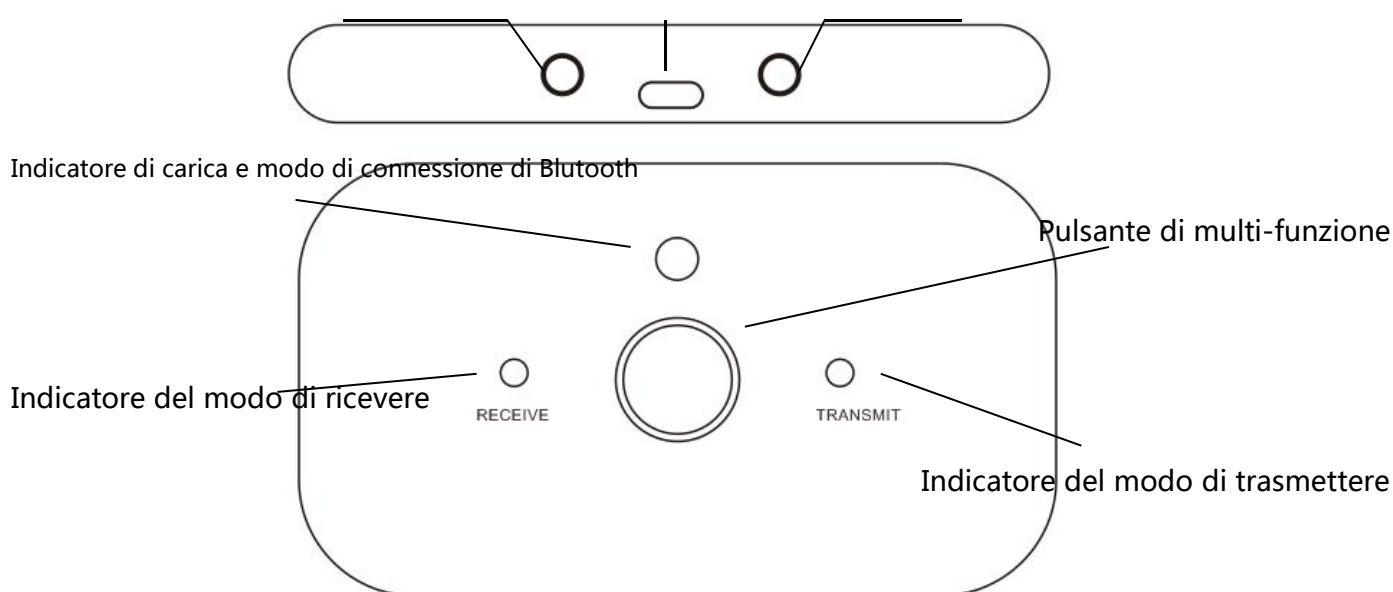 Indicatore di carica e modo di connessione di Blutooth
Pulsante di multi-funzione
Indicatore del modo di ricevere
RECEIVE
TRANSMIT
Indicatore del modo di trasmettere